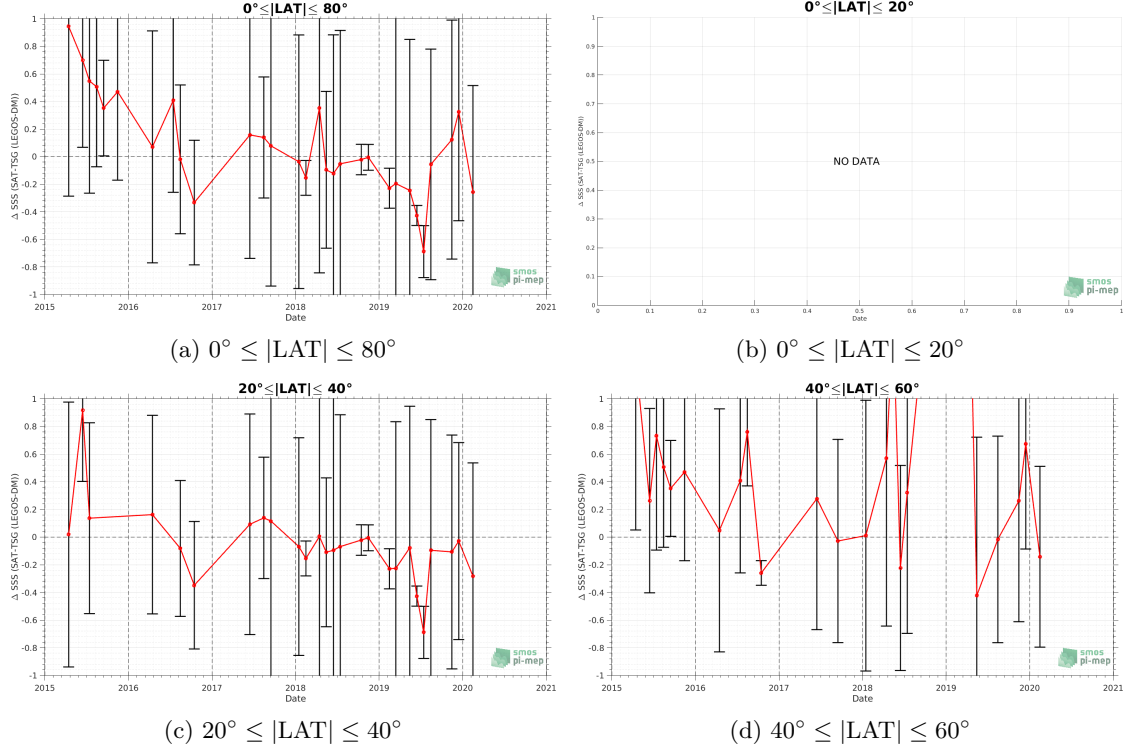 0°≤|LAT|≤ 80°
Δ SSS (SAT-TSG (LEGOS-DM))
1
0.8
0.6
0.4
0.2
0
-0.2
-0.4
-0.6
-0.8
-1
2015 2016 2017 2018 2019 2020 2021
Date
smos
pi-mep
(a) 0° ≤ |LAT| ≤ 80°
0°≤|LAT|≤ 20°
Δ SSS (SAT-TSG (LEGOS-DM))
1
0.9
0.8
0.7
0.6
0.5
0.4
0.3
0.2
0.1
0
NO DATA
0 0.1 0.2 0.3 0.4 0.5 0.6 0.7 0.8 0.9 1
Date
smos
pi-mep
(b) 0° ≤ |LAT| ≤ 20°
20°≤|LAT|≤ 40°
Δ SSS (SAT-TSG (LEGOS-DM))
1
0.8
0.6
0.4
0.2
0
-0.2
-0.4
-0.6
-0.8
-1
2015 2016 2017 2018 2019 2020 2021
Date
smos
pi-mep
(c) 20° ≤ |LAT| ≤ 40°
40°≤|LAT|≤ 60°
Δ SSS (SAT-TSG (LEGOS-DM))
1
0.8
0.6
0.4
0.2
0
-0.2
-0.4
-0.6
-0.8
-1
2015 2016 2017 2018 2019 2020 2021
Date
smos
pi-mep
(d) 40° ≤ |LAT| ≤ 60°